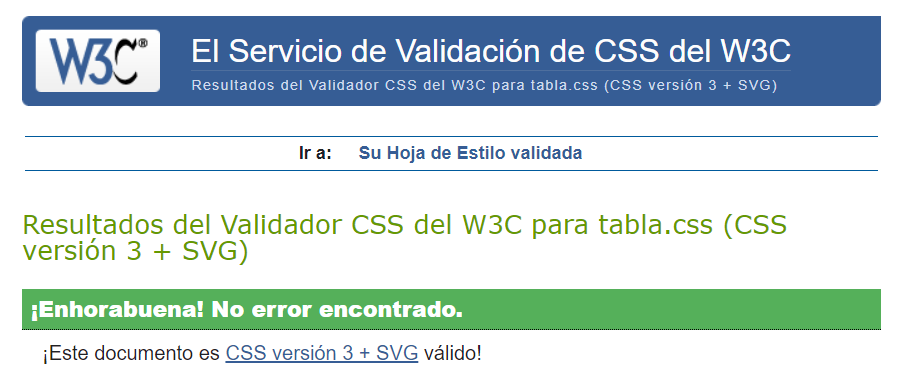 W3C®
El Servicio de Validación de CSS del W3C
Resultados del Validador CSS del W3C para tabla.css (CSS versión 3 + SVG)
Ir a: Su Hoja de Estilo validada
Resultados del Validador CSS del W3C para tabla.css (CSS
versión 3 + SVG)
¡Enhorabuena! No error encontrado.
¡Este documento es CSS versión 3 + SVG válido!